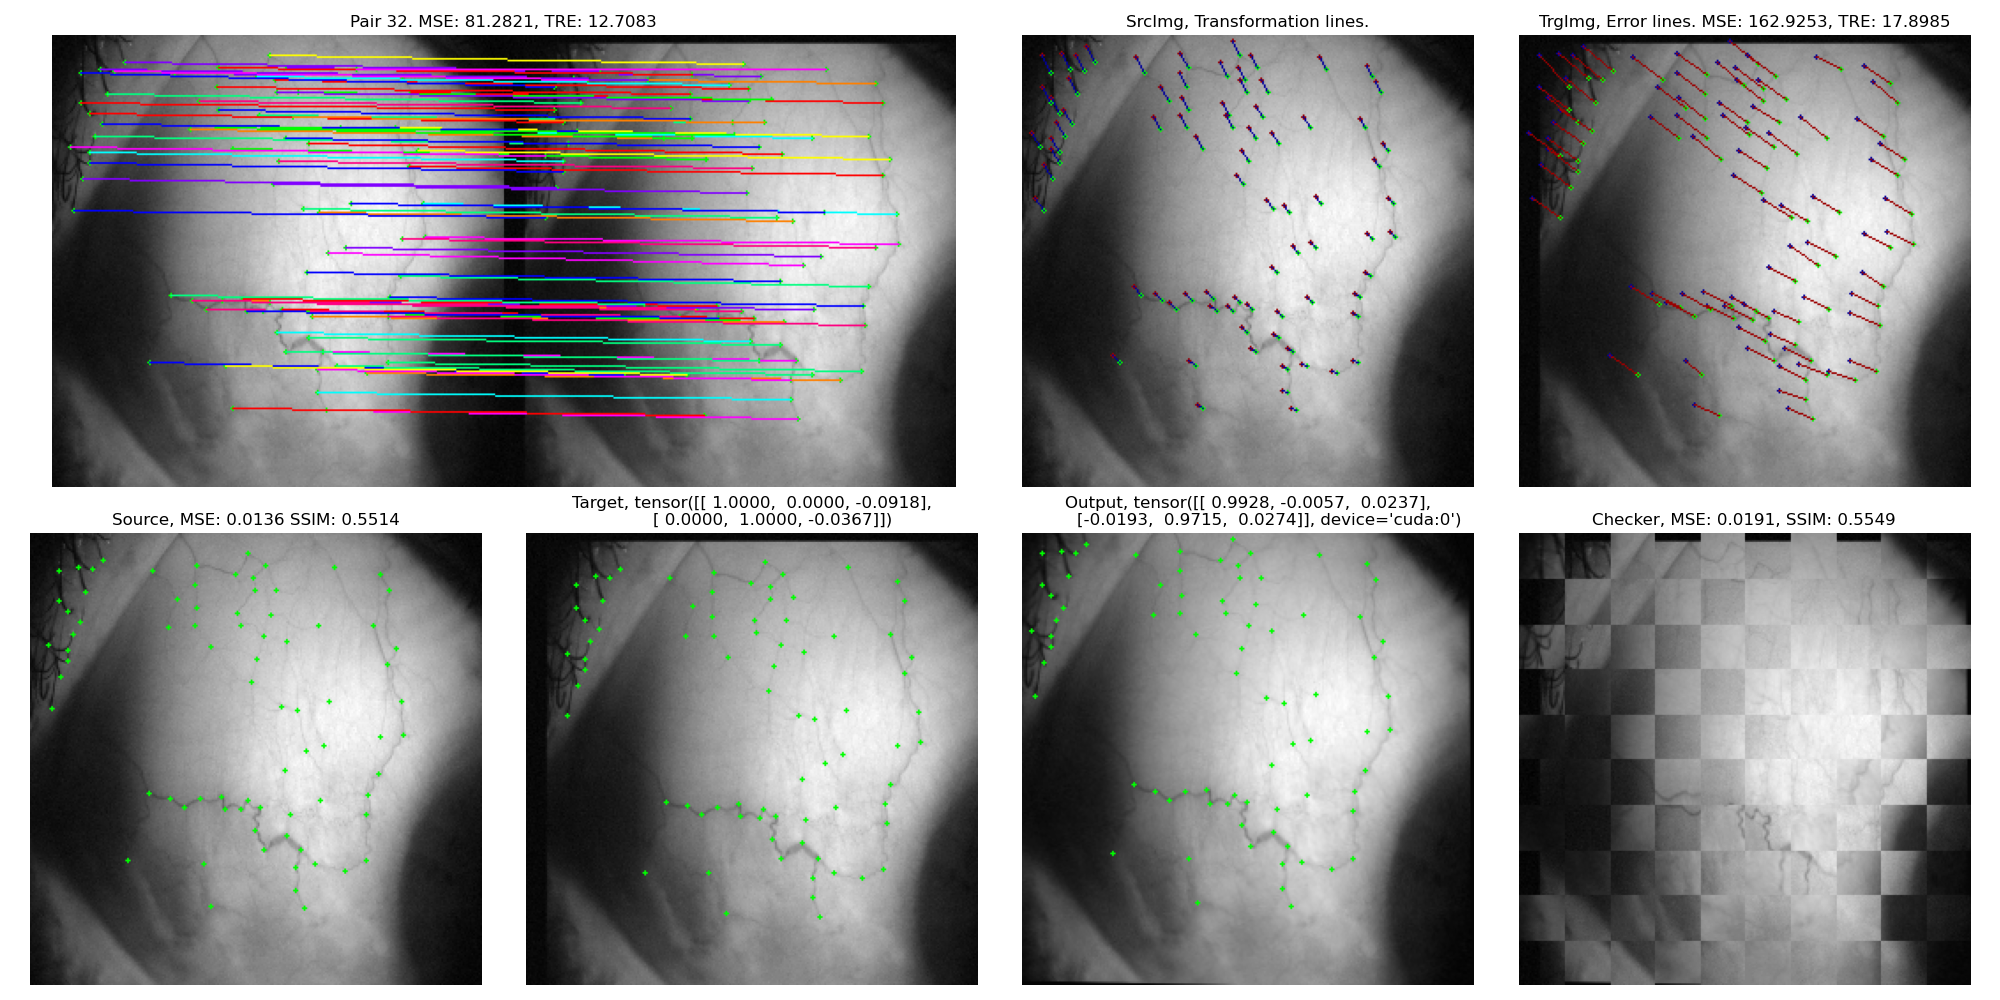 Pair 32. MSE: 81.2821, TRE: 12.7083
SrcImg, Transformation lines.
TrgImg, Error lines. MSE: 162.9253, TRE: 17.8985
Source, MSE: 0.0136 SSIM: 0.5514
Target, tensor([[ 1.0000,  0.0000, -0.0918],
[ 0.0000,  1.0000, -0.0367]])
Output, tensor([[ 0.9928, -0.0057,  0.0237],
[-0.0193,  0.9715,  0.0274]], device='cuda:0')
Checker, MSE: 0.0191, SSIM: 0.5549